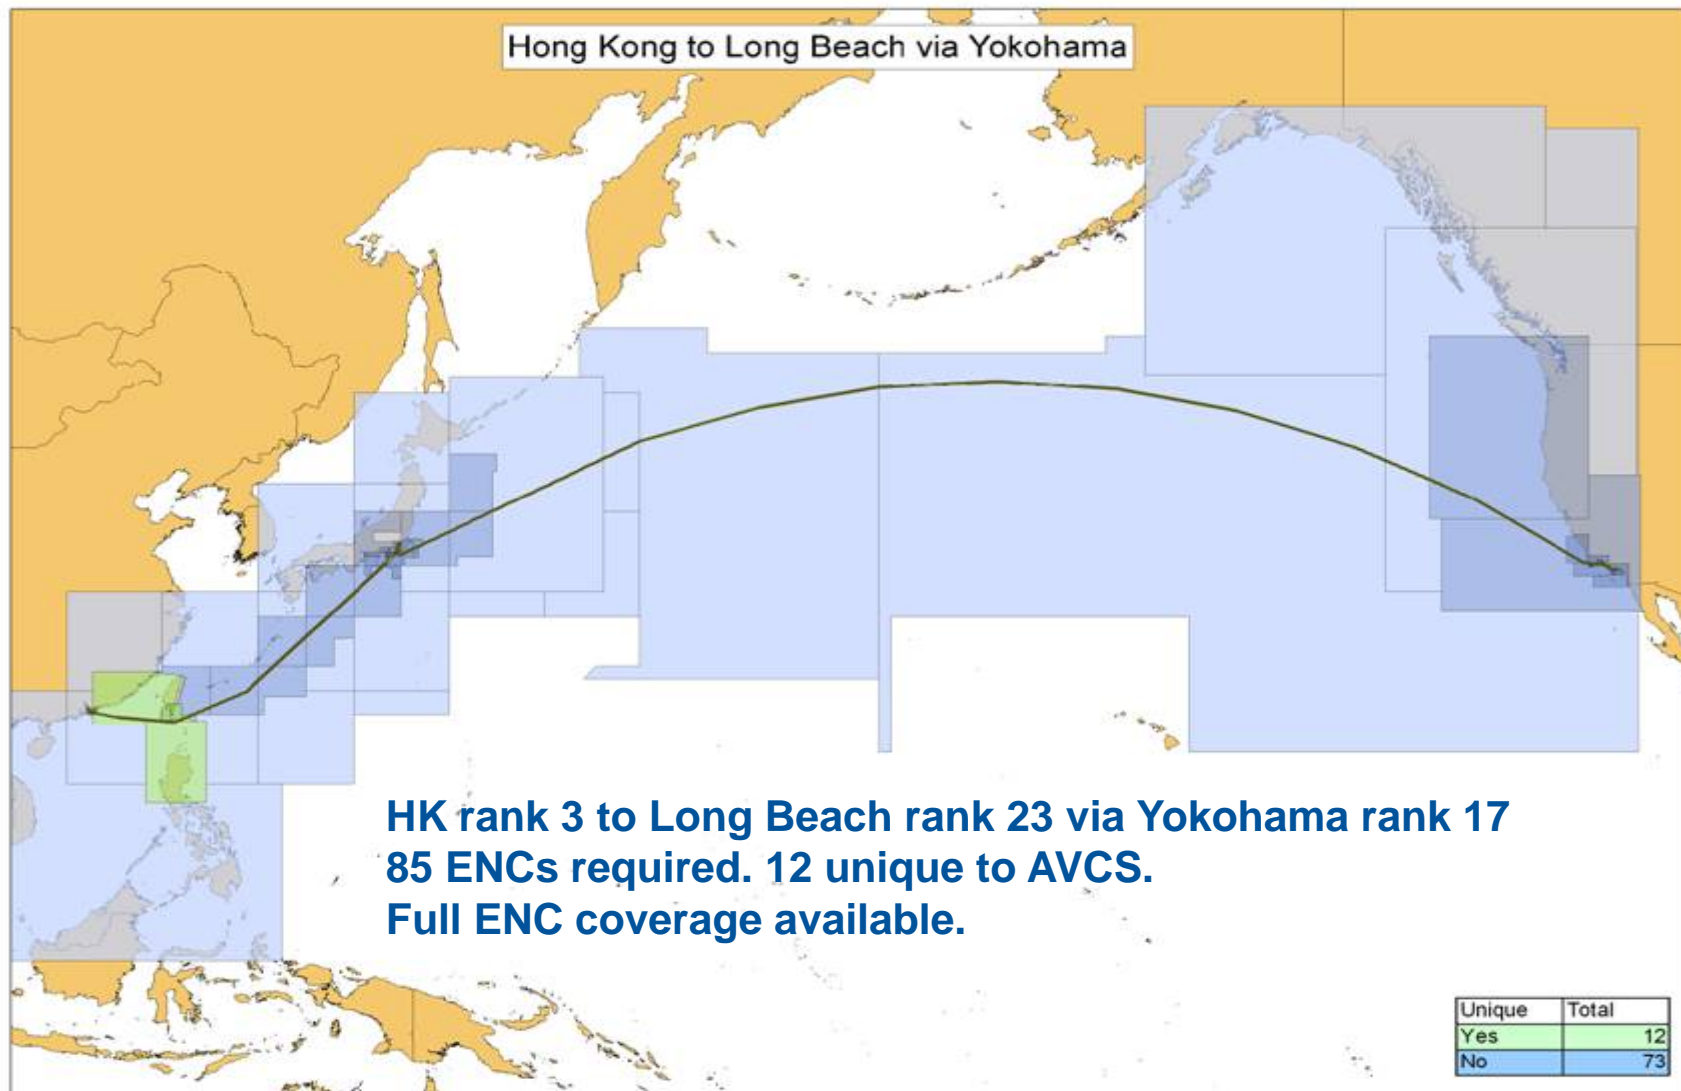 Hong Kong to Long Beach via Yokohama
HK rank 3 to Long Beach rank 23 via Yokohama rank 17
85 ENCs required. 12 unique to AVCS.
Full ENC coverage available.
Unique Total
Yes 12
No 73